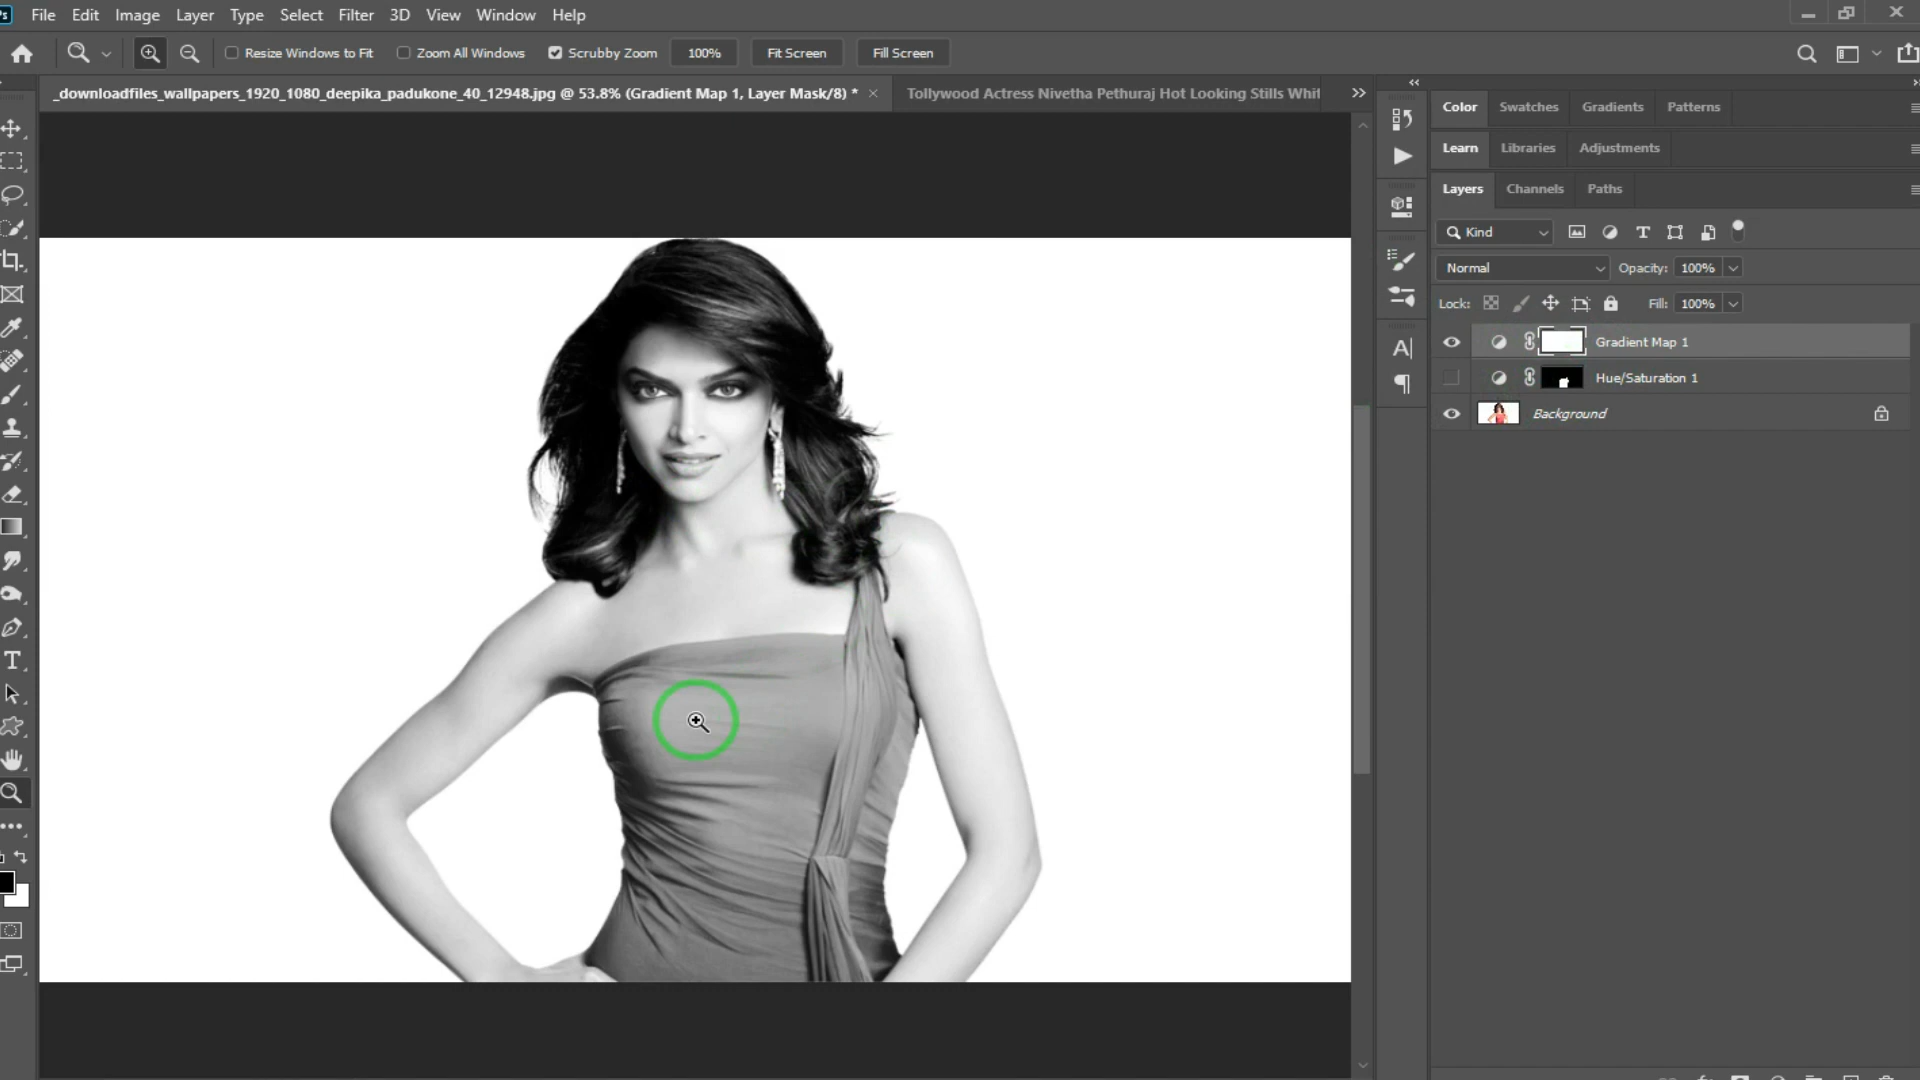 Ps File Edit Image Layer Type Select Filter 3D View Window Help
Resize Windows to Fit Zoom All Windows Scrubby Zoom 100% Fit Screen Fill Screen
_downloadfiles_wallpapers_1920_1080_deepika_padukone_40_12948.jpg @ 53.8% (Gradient Map 1, Layer Mask/8) * × Tollywood Actress Nivetha Pethuraj Hot Looking Stills Whit
Color Swatches Gradients Patterns
Learn Libraries Adjustments
Layers Channels Paths
Kind
Normal Opacity: 100%
Lock: Fill: 100%
Gradient Map 1
Hue/Saturation 1
Background